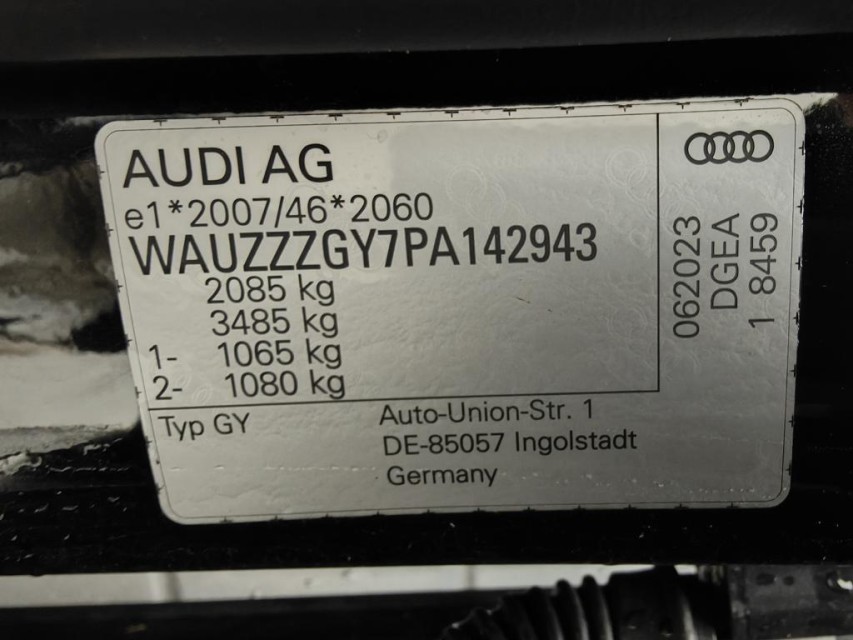 AUDI AG
e1*2007/46*2060
WAUZZZGY7PA142943
2085 kg
3485 kg
1- 1065 kg
2- 1080 kg
Typ GY
Auto-Union-Str. 1
DE-85057 Ingolstadt
Germany
062023
DGEA
1 8459